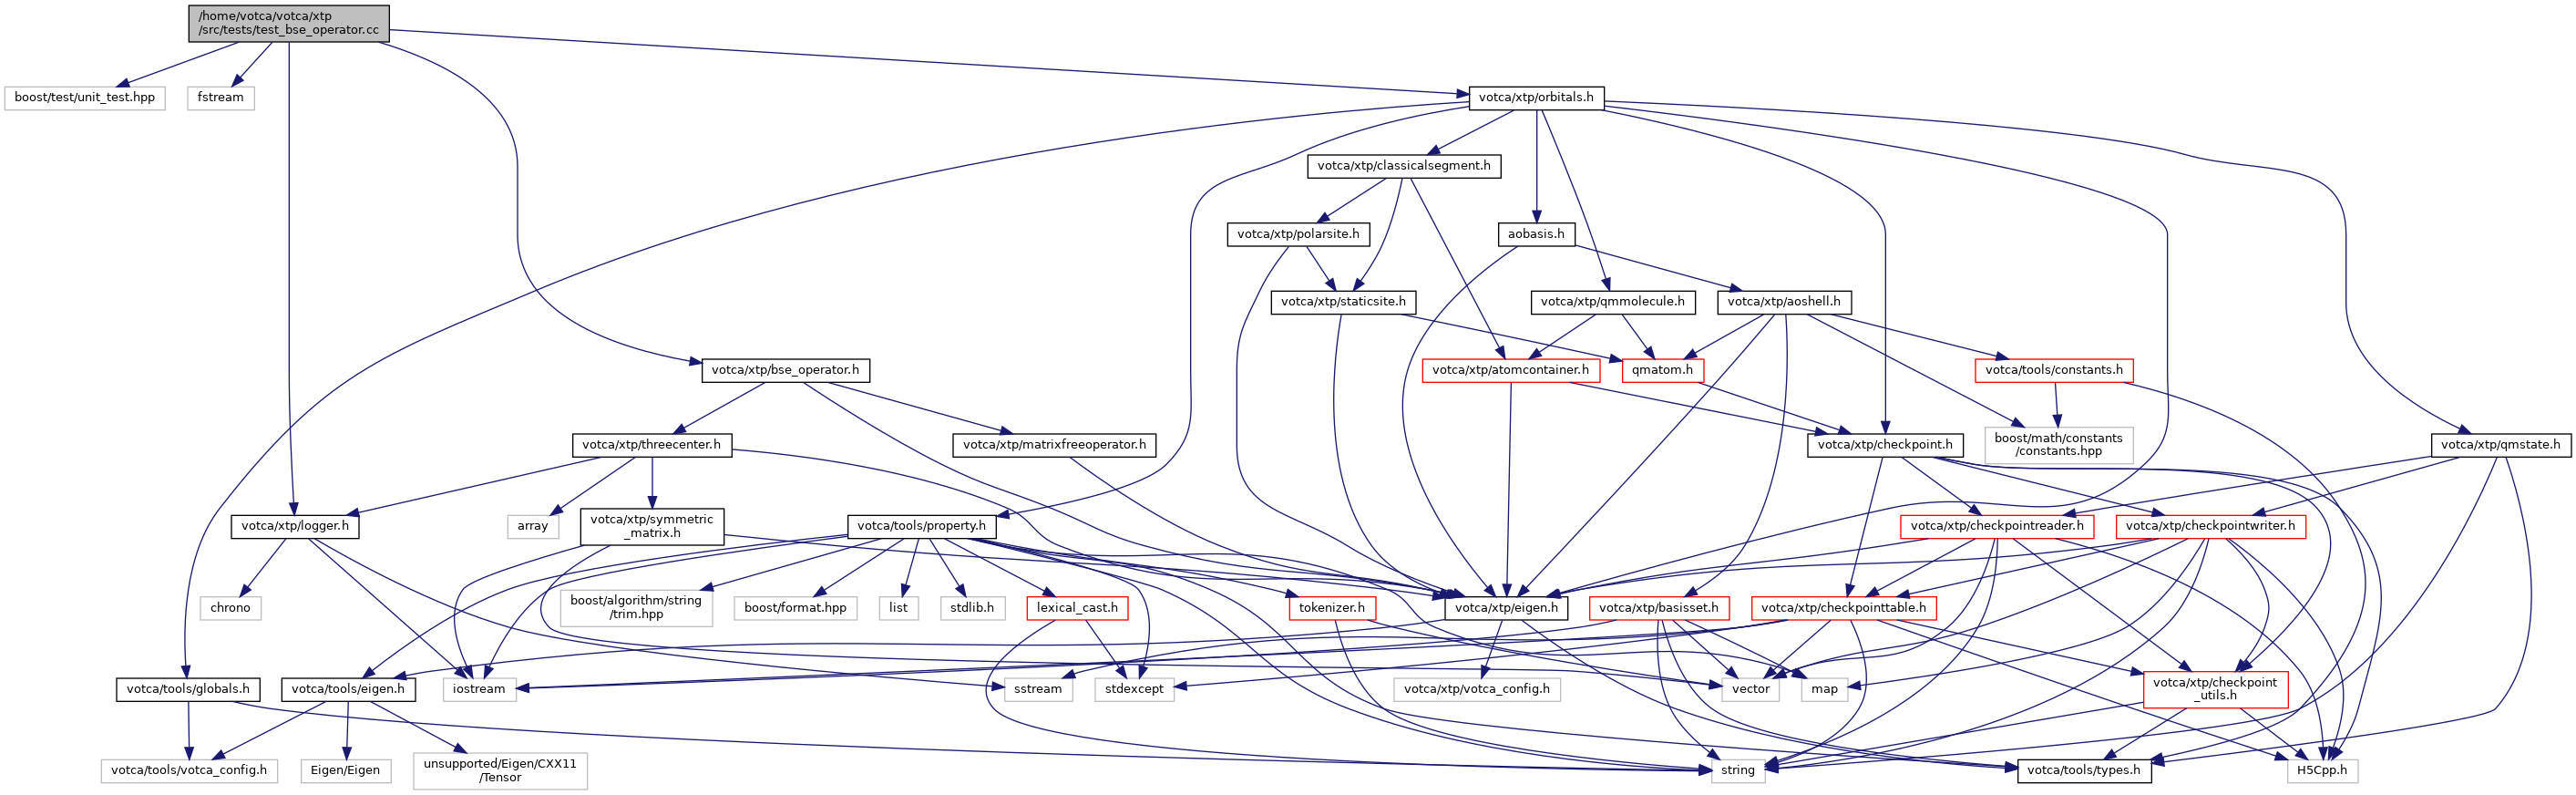 /home/votca/votca/xtp
/src/tests/test_bse_operator.cc
boost/test/unit_test.hpp
fstream
votca/xtp/orbitals.h
votca/xtp/classicalsegment.h
votca/xtp/polarsite.h
aobasis.h
votca/xtp/staticsite.h
votca/xtp/qmmolecule.h
votca/xtp/aoshell.h
votca/xtp/bse_operator.h
votca/xtp/atomcontainer.h
qmatom.h
votca/tools/constants.h
votca/xtp/threecenter.h
votca/xtp/matrixfreeoperator.h
votca/xtp/checkpoint.h
boost/math/constants
/constants.hpp
votca/xtp/qmstate.h
votca/xtp/logger.h
array
votca/xtp/symmetric
_matrix.h
votca/tools/property.h
votca/xtp/checkpointreader.h
votca/xtp/checkpointwriter.h
chrono
boost/algorithm/string
/trim.hpp
boost/format.hpp
list
stdlib.h
lexical_cast.h
tokenizer.h
votca/xtp/eigen.h
votca/xtp/basisset.h
votca/xtp/checkpointtable.h
votca/tools/globals.h
votca/tools/eigen.h
iostream
sstream
stdexcept
votca/xtp/votca_config.h
vector
map
votca/xtp/checkpoint
_utils.h
votca/tools/votca_config.h
Eigen/Eigen
unsupported/Eigen/CXX11
/Tensor
string
votca/tools/types.h
H5Cpp.h